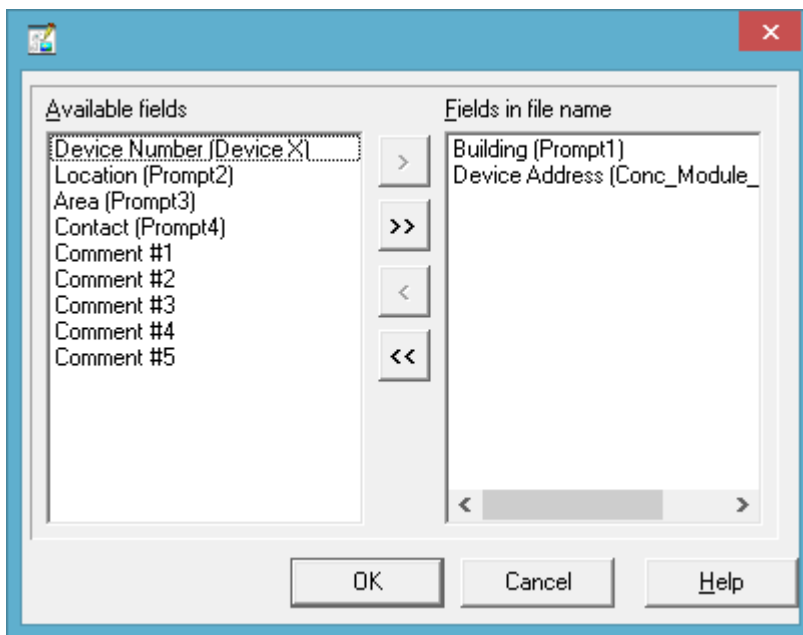 Available fields
Device Number (Device X)
Location (Prompt2)
Area (Prompt3)
Contact (Prompt4)
Comment #1
Comment #2
Comment #3
Comment #4
Comment #5
>
>>
<
<<
Fields in file name
Building (Prompt1)
Device Address (Conc_Module_
OK
Cancel
Help